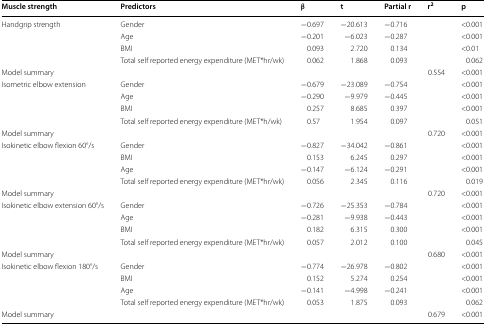 Muscle strength Predictors β t Partial r r² p
Handgrip strength Gender −0.697 −20.613 −0.716 <0.001
Age −0.201 −6.023 −0.287 <0.001
BMI 0.093 2.720 0.134 <0.01
Total self reported energy expenditure (MET*hr/wk) 0.062 1.868 0.093 0.062
Model summary 0.554 <0.001
Isometric elbow extension Gender −0.679 −23.089 −0.754 <0.001
Age −0.290 −9.979 −0.445 <0.001
BMI 0.257 8.685 0.397 <0.001
Total self reported energy expenditure (MET*h/wk) 0.57 1.954 0.097 0.051
Model summary 0.720 <0.001
Isokinetic elbow flexion 60°/s Gender −0.827 −34.042 −0.861 <0.001
BMI 0.153 6.245 0.297 <0.001
Age −0.147 −6.124 −0.291 <0.001
Total self reported energy expenditure (MET*hr/wk) 0.056 2.345 0.116 0.019
Model summary 0.720 <0.001
Isokinetic elbow extension 60°/s Gender −0.726 −25.353 −0.784 <0.001
Age −0.281 −9.938 −0.443 <0.001
BMI 0.182 6.315 0.300 <0.001
Total self reported energy expenditure (MET*hr/wk) 0.057 2.012 0.100 0.045
Model summary 0.680 <0.001
Isokinetic elbow flexion 180°/s Gender −0.774 −26.978 −0.802 <0.001
BMI 0.152 5.274 0.254 <0.001
Age −0.141 −4.998 −0.241 <0.001
Total self reported energy expenditure (MET*hr/wk) 0.053 1.875 0.093 0.062
Model summary 0.679 <0.001